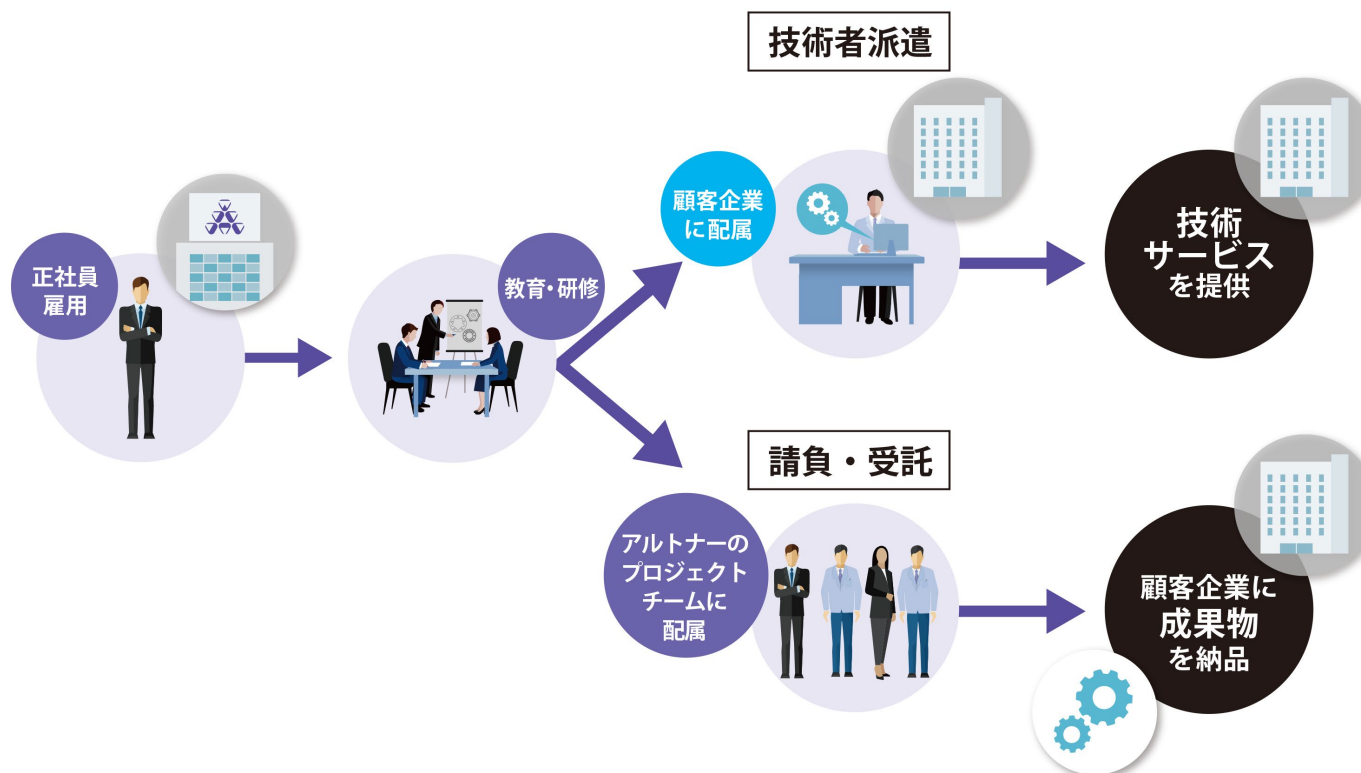 正社員
雇用
教育・研修
技術者派遣
顧客企業
に配属
技術
サービス
を提供
請負・受託
アルトナーの
プロジェクト
チームに
配属
顧客企業に
成果物
を納品